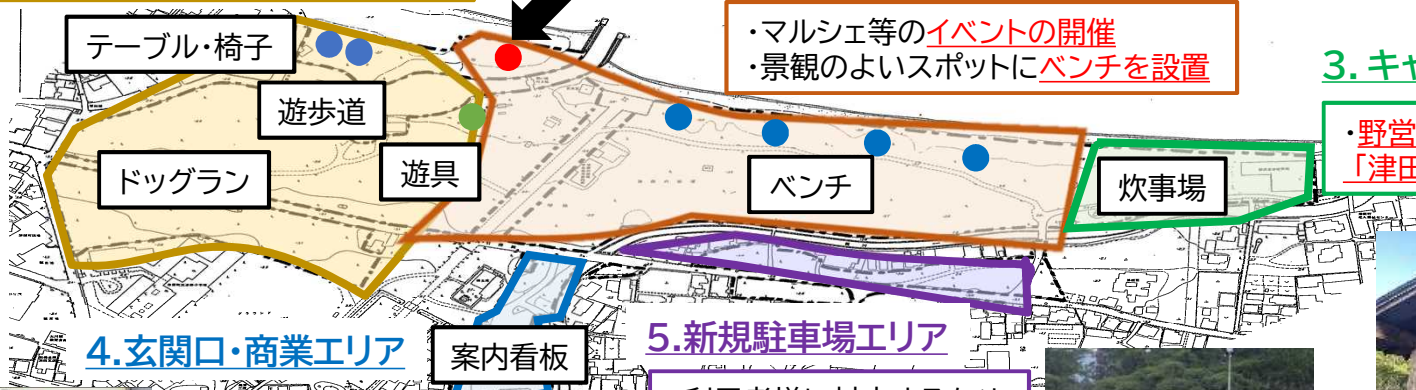 ・マルシェ等のイベントの開催
・景観のよいスポットにベンチを設置
テーブル・椅子
遊歩道
ドッグラン
遊具
ベンチ
炊事場
3.キャ
・野営
「津田
4.玄関口・商業エリア
案内看板
5.新規駐車場エリア